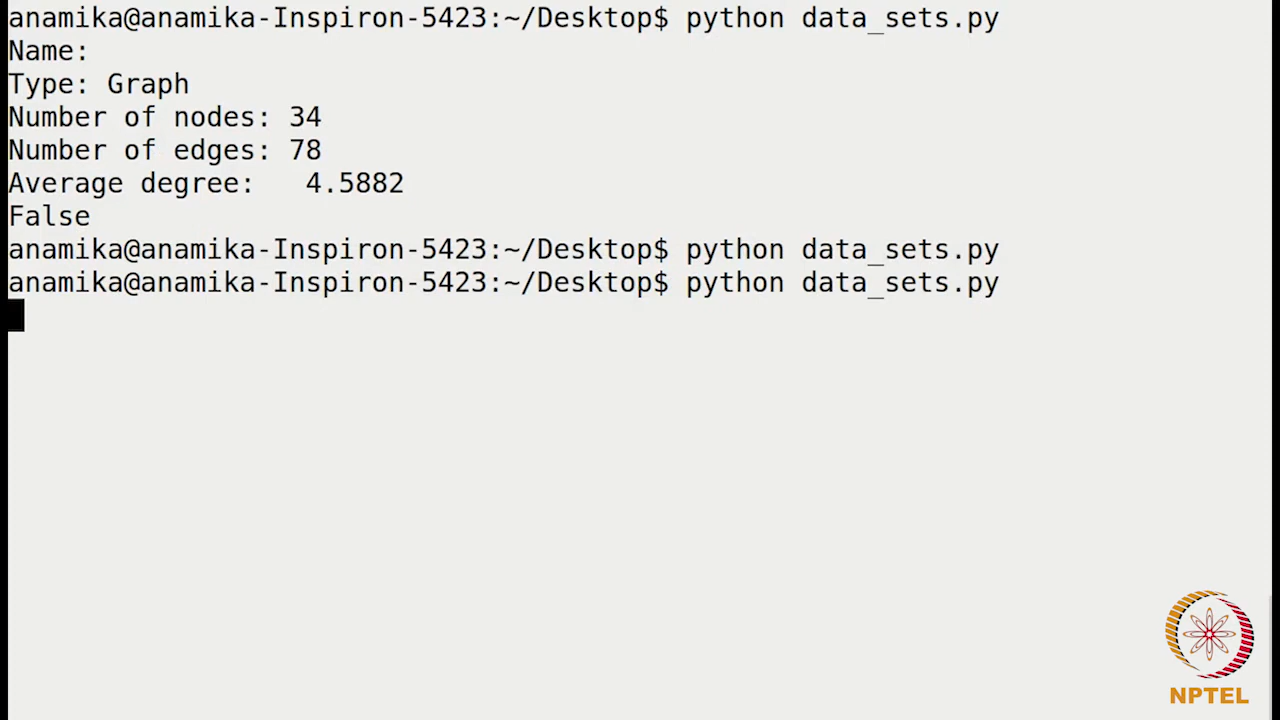 anamika@anamika-Inspiron-5423:~/Desktop$ python data_sets.py
Name:
Type: Graph
Number of nodes: 34
Number of edges: 78
Average degree:   4.5882
False
anamika@anamika-Inspiron-5423:~/Desktop$ python data_sets.py
anamika@anamika-Inspiron-5423:~/Desktop$ python data_sets.py
NPTEL